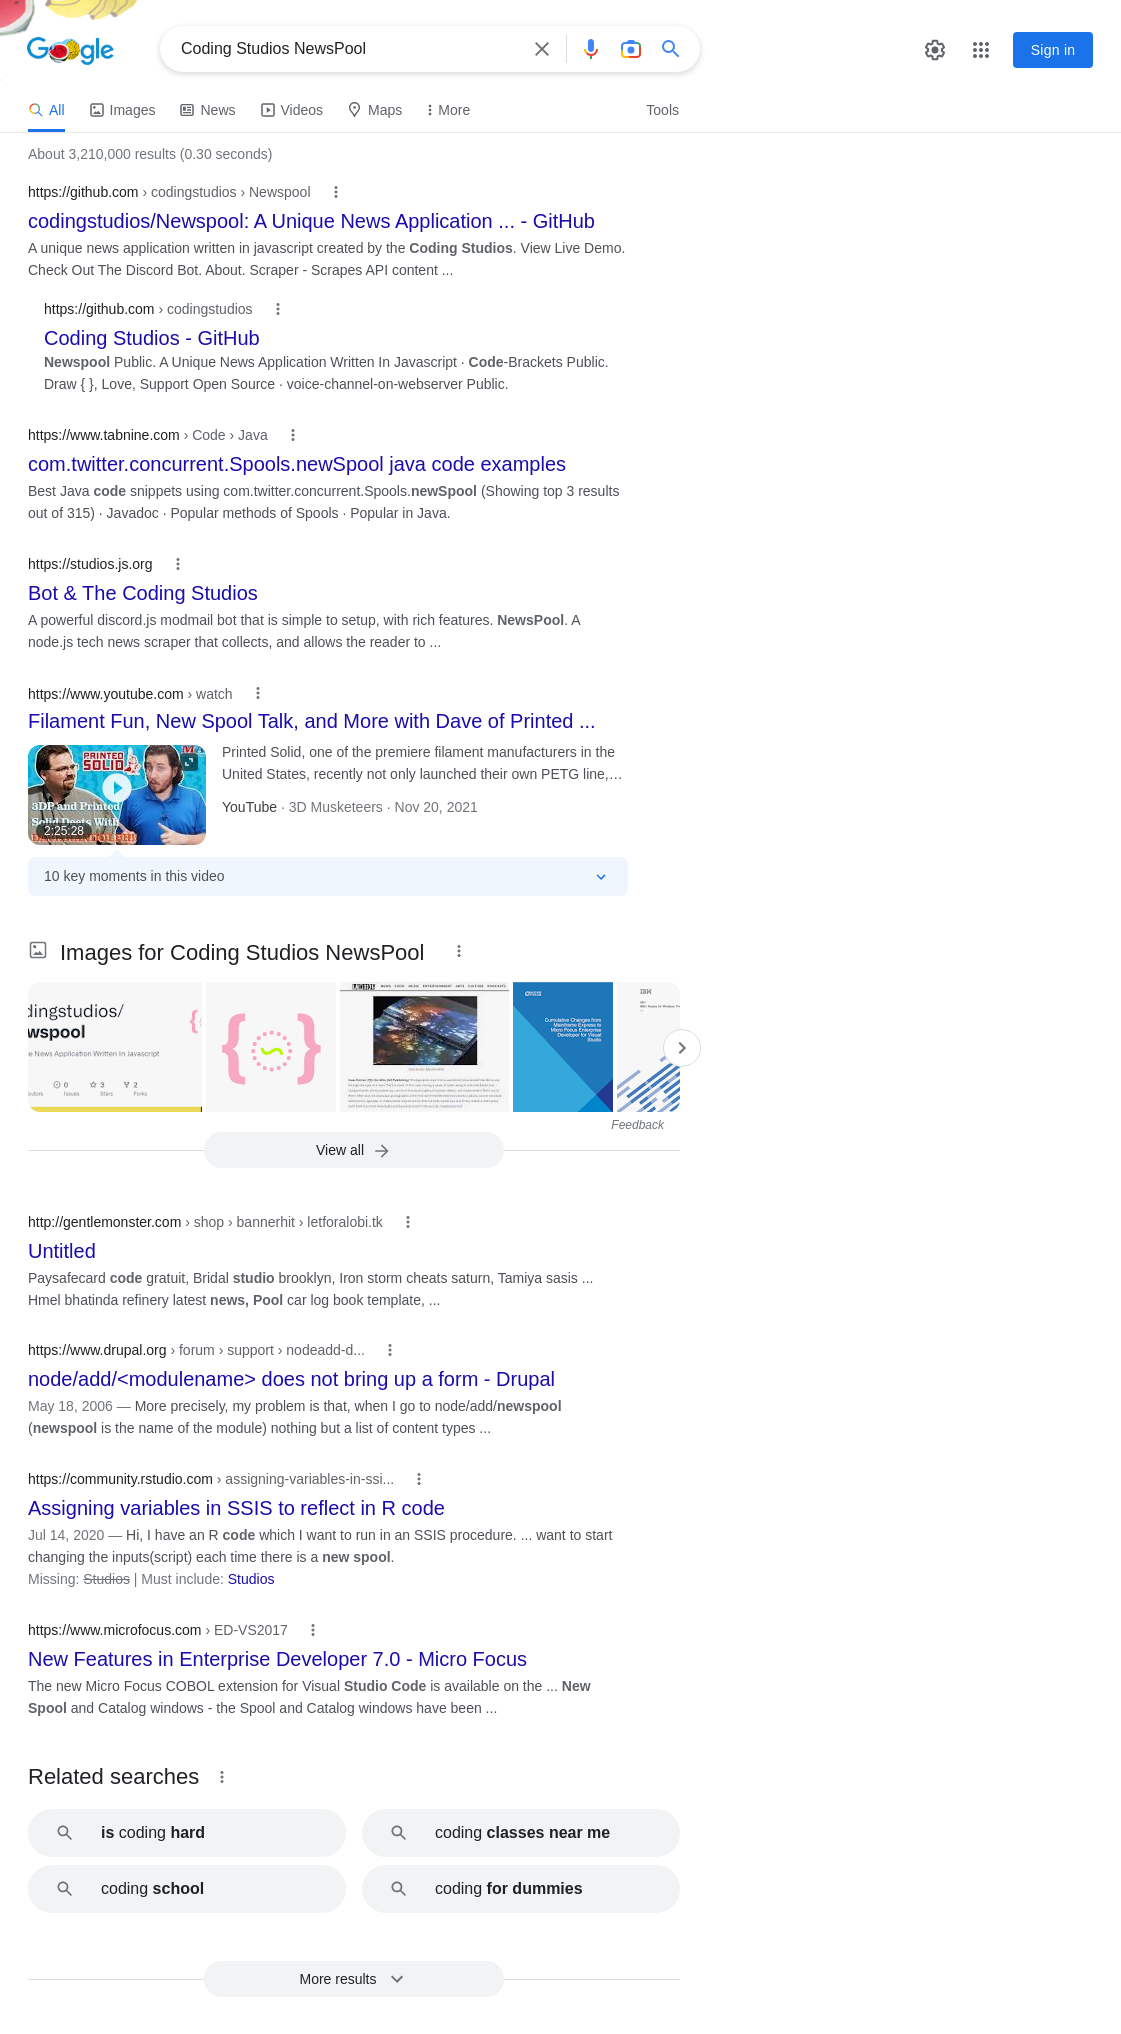 Google
Coding Studios NewsPool
Sign in
All Images News Videos Maps More Tools
About 3,210,000 results (0.30 seconds)
https://github.com › codingstudios › Newspool
codingstudios/Newspool: A Unique News Application ... - GitHub
A unique news application written in javascript created by the Coding Studios. View Live Demo.
Check Out The Discord Bot. About. Scraper - Scrapes API content ...
https://github.com › codingstudios
Coding Studios - GitHub
Newspool Public. A Unique News Application Written In Javascript · Code-Brackets Public.
Draw { }, Love, Support Open Source · voice-channel-on-webserver Public.
https://www.tabnine.com › Code › Java
com.twitter.concurrent.Spools.newSpool java code examples
Best Java code snippets using com.twitter.concurrent.Spools.newSpool (Showing top 3 results
out of 315) · Javadoc · Popular methods of Spools · Popular in Java.
https://studios.js.org
Bot & The Coding Studios
A powerful discord.js modmail bot that is simple to setup, with rich features. NewsPool. A
node.js tech news scraper that collects, and allows the reader to ...
https://www.youtube.com › watch
Filament Fun, New Spool Talk, and More with Dave of Printed ...
PRINTED
SOLID
3DP and Printed
Solid Deets With
2:25:28
Printed Solid, one of the premiere filament manufacturers in the
United States, recently not only launched their own PETG line,…
YouTube · 3D Musketeers · Nov 20, 2021
10 key moments in this video
Images for Coding Studios NewsPool
dingstudios/
wspool
e News Application Written In Javascript
0 3 2
Issues Stars Forks
WEEKLY
NEWS FOOD MUSIC ENTERTAINMENT ARTS CULTURE PODCASTS
Cumulative Changes from
Mainframe Express to
Micro Focus Enterprise
Developer for Visual
Studio
IBM
Feedback
View all
http://gentlemonster.com › shop › bannerhit › letforalobi.tk
Untitled
Paysafecard code gratuit, Bridal studio brooklyn, Iron storm cheats saturn, Tamiya sasis ...
Hmel bhatinda refinery latest news, Pool car log book template, ...
https://www.drupal.org › forum › support › nodeadd-d...
node/add/<modulename> does not bring up a form - Drupal
May 18, 2006 — More precisely, my problem is that, when I go to node/add/newspool
(newspool is the name of the module) nothing but a list of content types ...
https://community.rstudio.com › assigning-variables-in-ssi...
Assigning variables in SSIS to reflect in R code
Jul 14, 2020 — Hi, I have an R code which I want to run in an SSIS procedure. ... want to start
changing the inputs(script) each time there is a new spool.
Missing: Studios | Must include: Studios
https://www.microfocus.com › ED-VS2017
New Features in Enterprise Developer 7.0 - Micro Focus
The new Micro Focus COBOL extension for Visual Studio Code is available on the ... New
Spool and Catalog windows - the Spool and Catalog windows have been ...
Related searches
is coding hard
coding classes near me
coding school
coding for dummies
More results